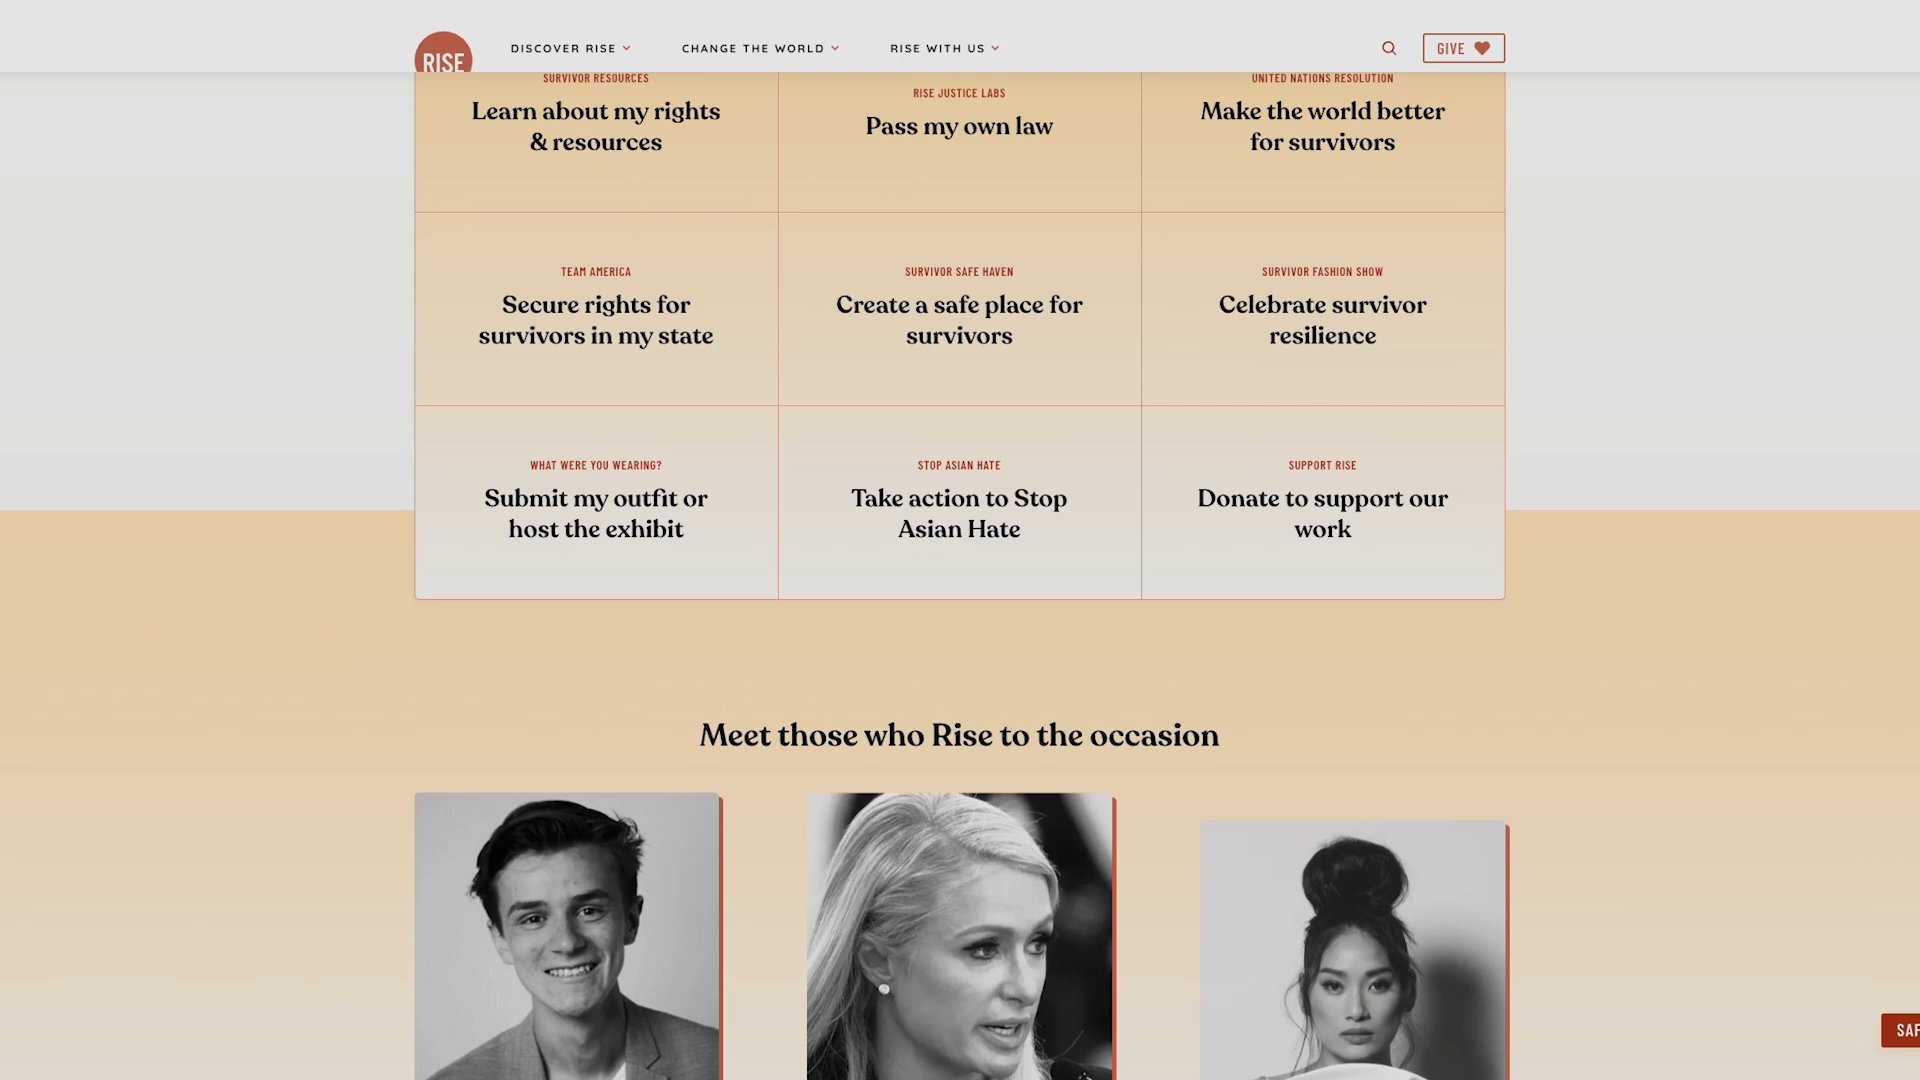 RISE
DISCOVER RISE
CHANGE THE WORLD
RISE WITH US
GIVE
SURVIVOR RESOURCES
Learn about my rights
& resources
RISE JUSTICE LABS
Pass my own law
UNITED NATIONS RESOLUTION
Make the world better
for survivors
TEAM AMERICA
Secure rights for
survivors in my state
SURVIVOR SAFE HAVEN
Create a safe place for
survivors
SURVIVOR FASHION SHOW
Celebrate survivor
resilience
WHAT WERE YOU WEARING?
Submit my outfit or
host the exhibit
STOP ASIAN HATE
Take action to Stop
Asian Hate
SUPPORT RISE
Donate to support our
work
Meet those who Rise to the occasion